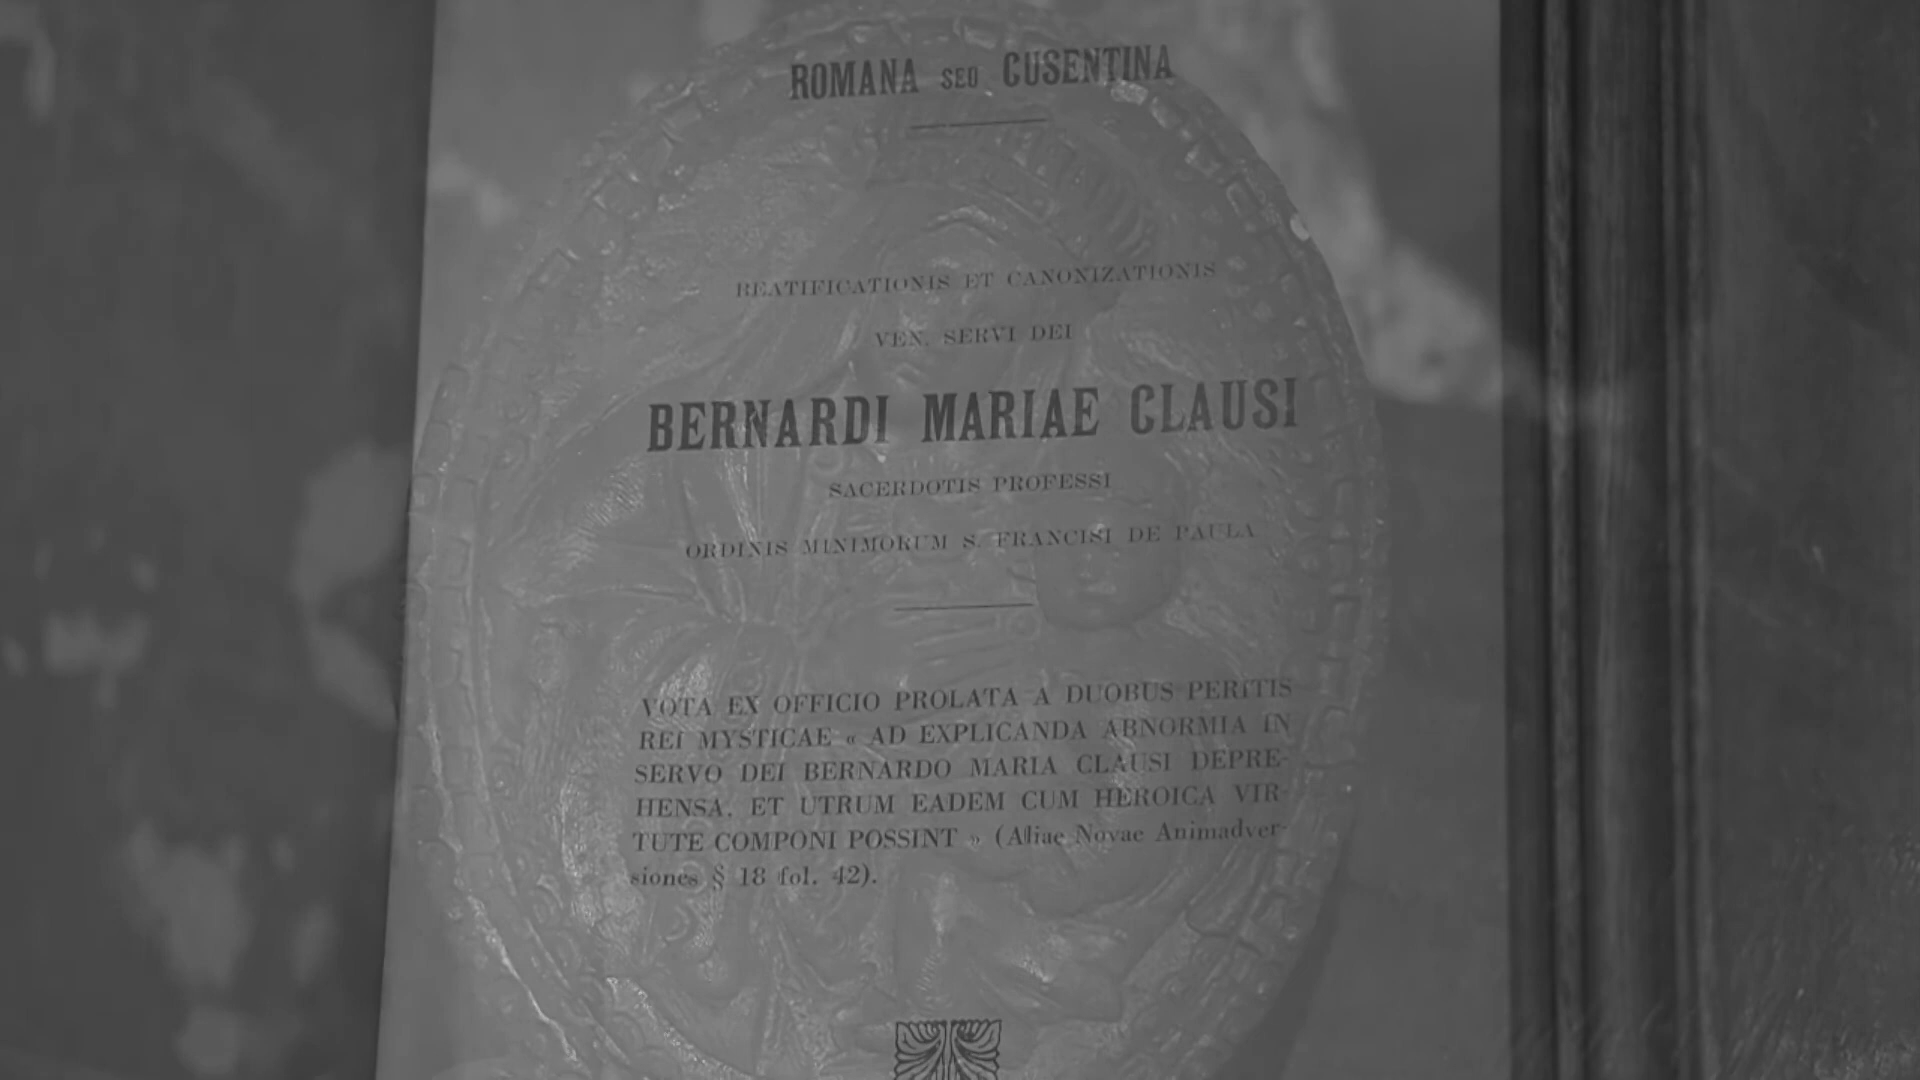 ROMANA SEU CUSENTINA
BEATIFICATIONIS ET CANONIZATIONIS
VEN. SERVI DEI
BERNARDI MARIAE CLAUSI
SACERDOTIS PROFESSI
ORDINIS MINIMORUM S. FRANCISI DE PAULA
VOTA EX OFFICIO PROLATA A DUOBUS PERITIS
REI MYSTICAE « AD EXPLICANDA ABNORMIA IN
SERVO DEI BERNARDO MARIA CLAUSI DEPRE-
HENSA, ET UTRUM EADEM CUM HEROICA VIR-
TUTE COMPONI POSSINT » (Aliae Novae Animadver-
siones § 18 fol. 42).